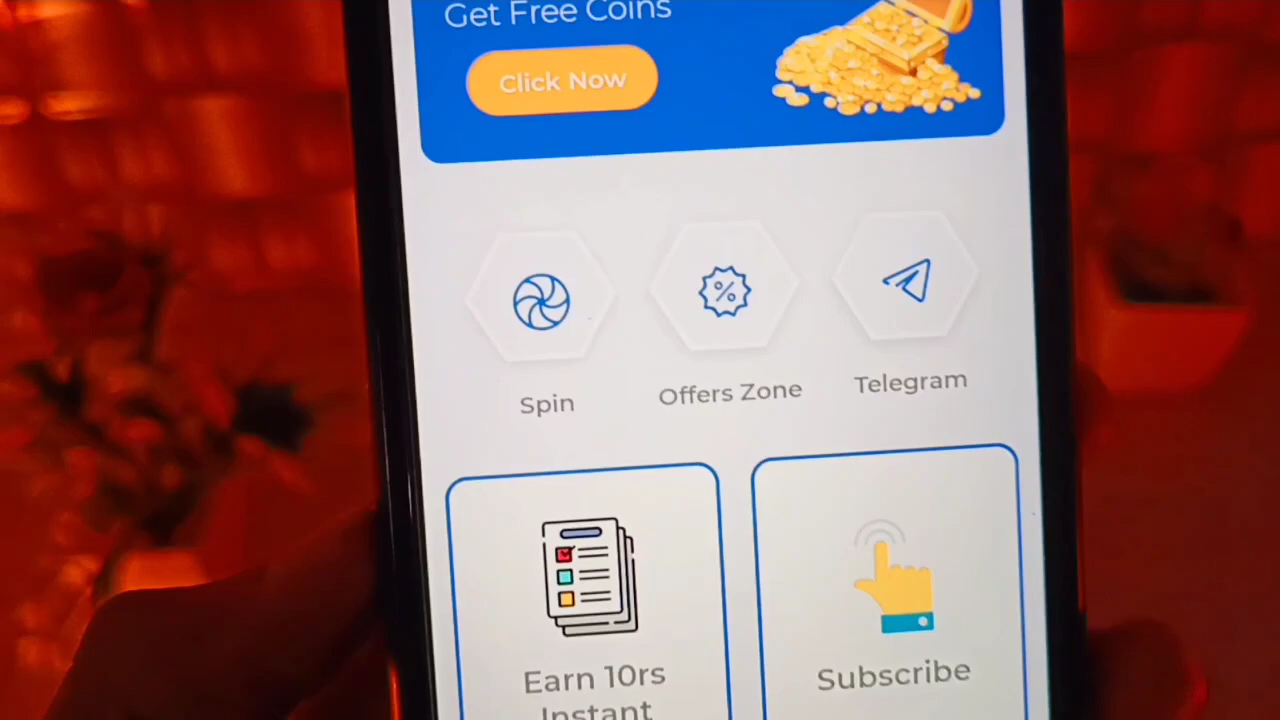 Get Free Coins
Click Now
Spin
Offers Zone
Telegram
Earn 10rs
Instant
Subscribe